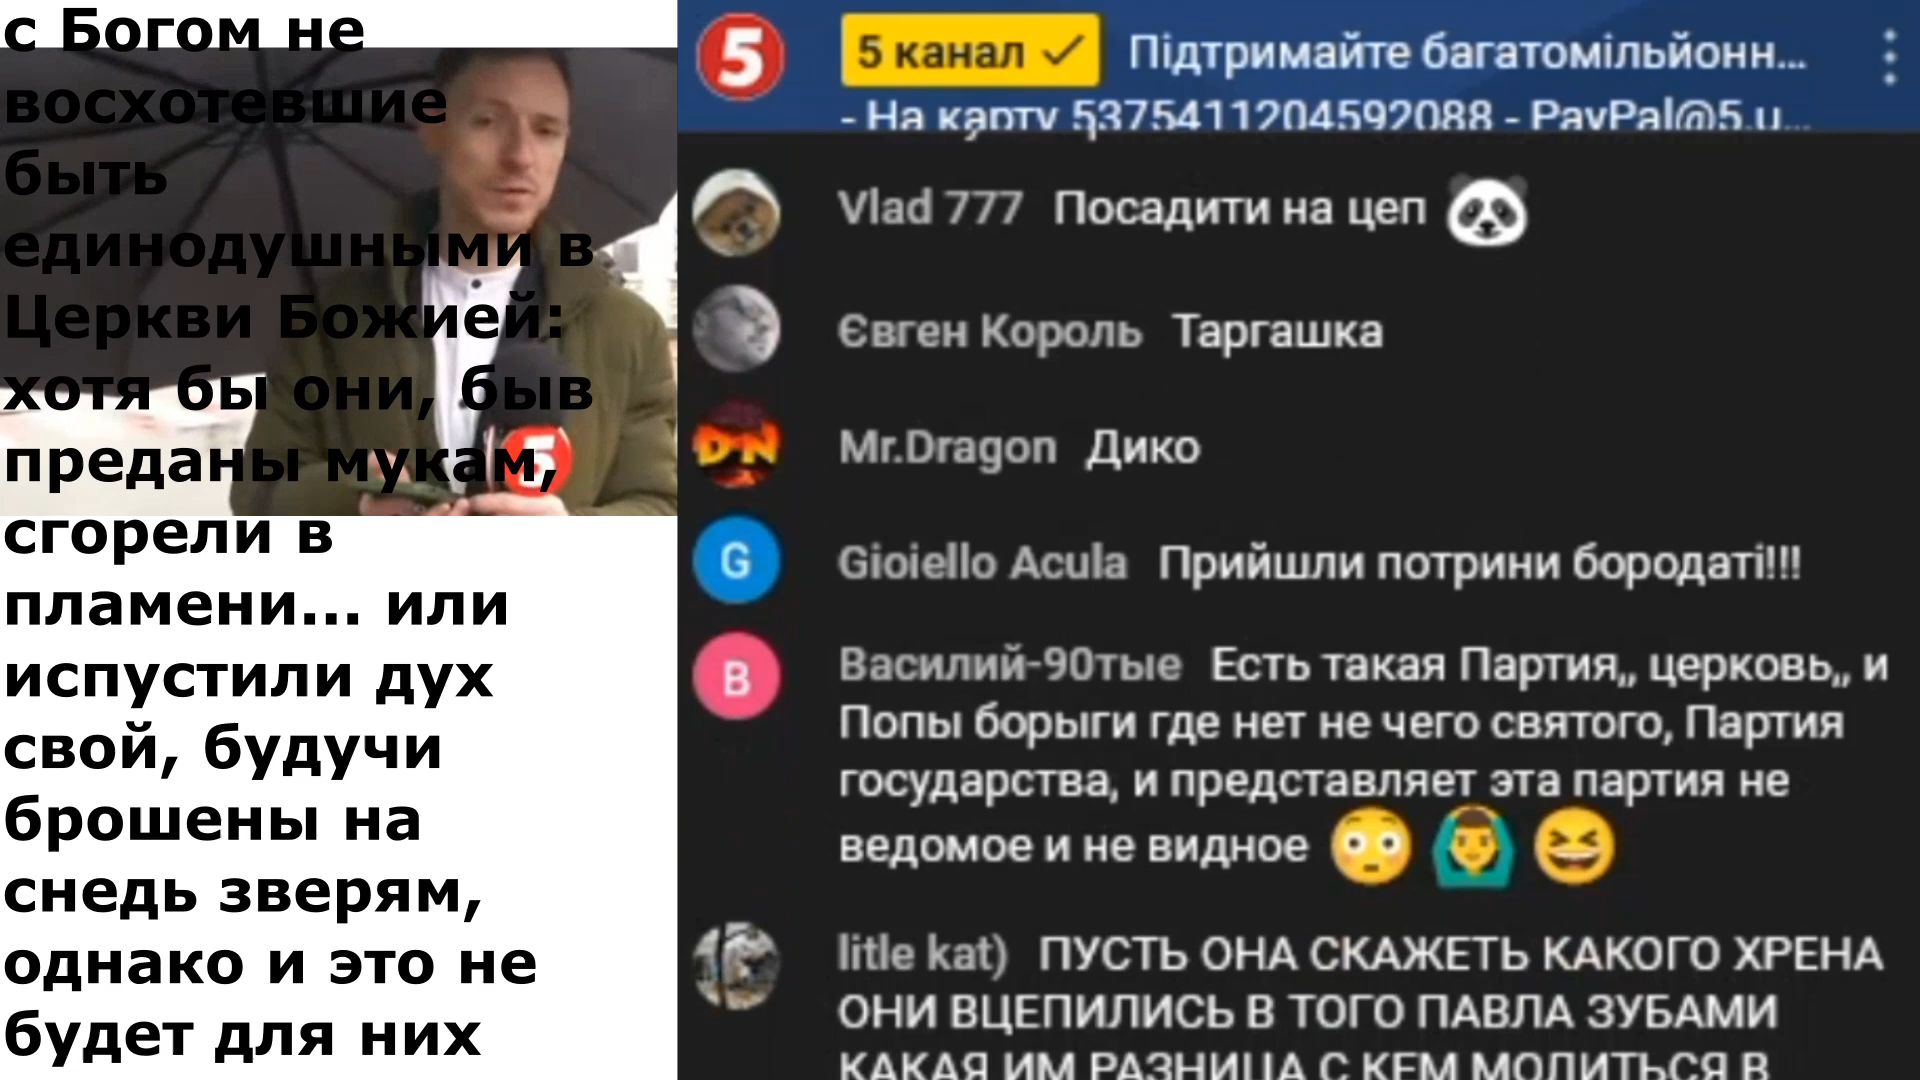 с Богом не
восхотевшие
быть
единодушными в
Церкви Божией:
хотя бы они, быв
преданы мукам,
сгорели в
пламени... или
испустили дух
свой, будучи
брошены на
снедь зверям,
однако и это не
будет для них
5
5
5 канал Підтримайте багатомільйонн...
- На карту 5375411204592088 - PayPal@5.u...
Vlad 777 Посадити на цеп
Євген Король Таргашка
DN
Mr.Dragon Дико
G
Gioiello Acula Прийшли потрини бородаті!!!
В
Василий-90тые Есть такая Партия,, церковь,, и
Попы борыги где нет не чего святого, Партия
государства, и представляет эта партия не
ведомое и не видное
litle kat) ПУСТЬ ОНА СКАЖЕТЬ КАКОГО ХРЕНА
ОНИ ВЦЕПИЛИСЬ В ТОГО ПАВЛА ЗУБАМИ
КАКАЯ ИМ РАЗНИЦА С КЕМ МОЛИТЬСЯ В